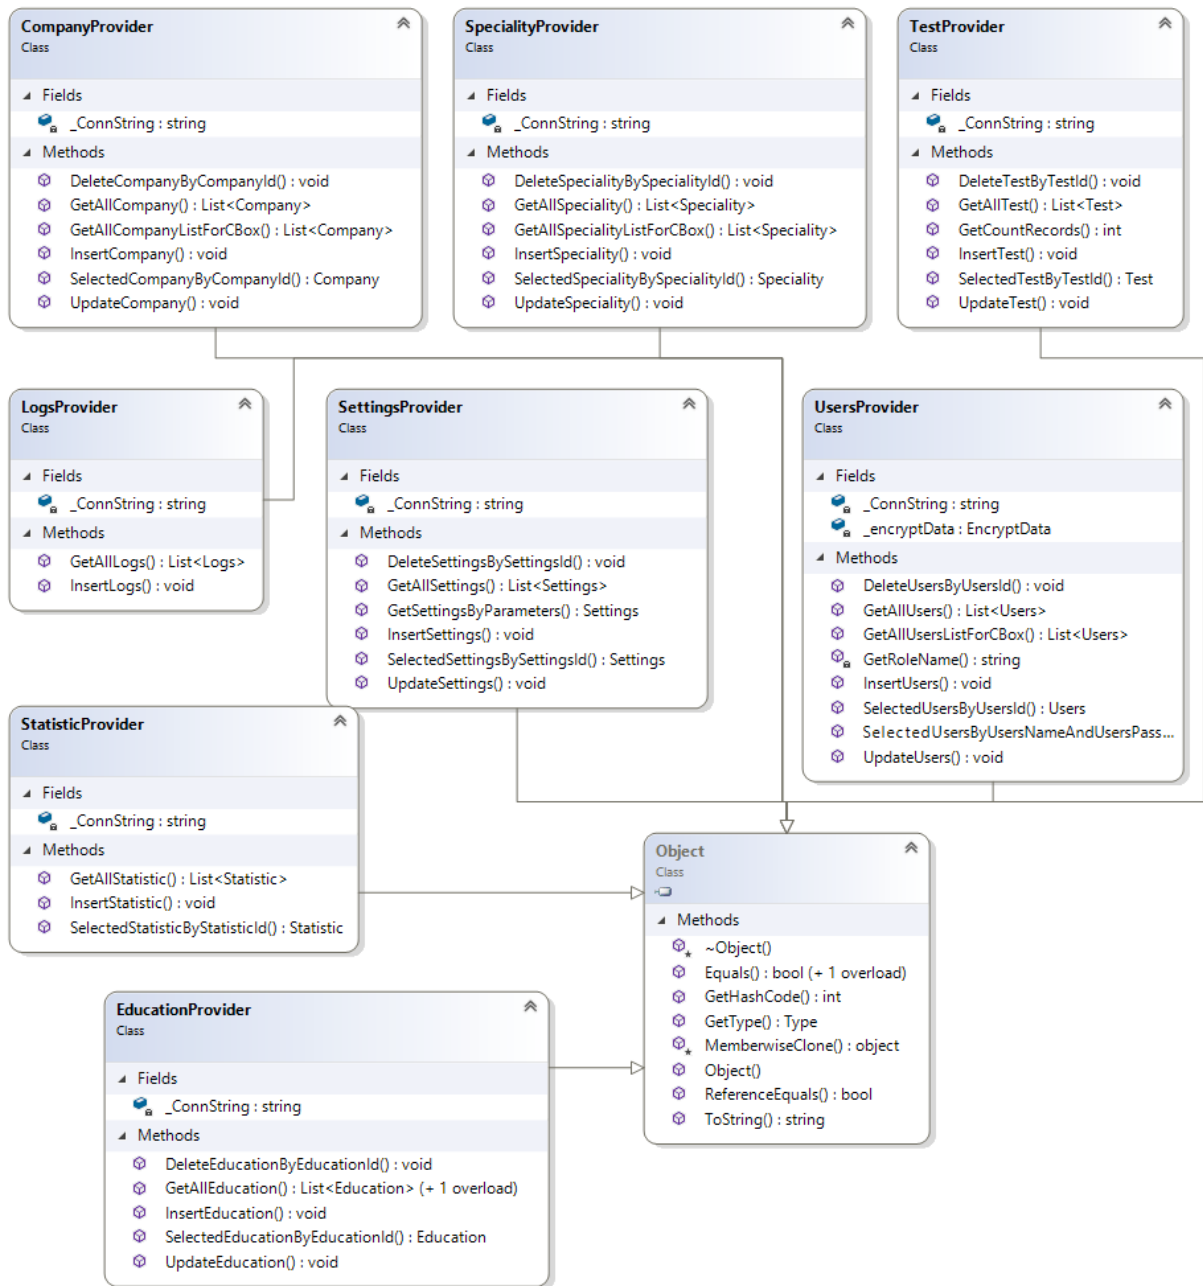 CompanyProvider
Class
Fields
_ConnString : string
Methods
DeleteCompanyByCompanyId() : void
GetAllCompany() : List<Company>
GetAllCompanyListForCBox() : List<Company>
InsertCompany() : void
SelectedCompanyByCompanyId() : Company
UpdateCompany() : void
SpecialityProvider
Class
Fields
_ConnString : string
Methods
DeleteSpecialityBySpecialityId() : void
GetAllSpeciality() : List<Speciality>
GetAllSpecialityListForCBox() : List<Speciality>
InsertSpeciality() : void
SelectedSpecialityBySpecialityId() : Speciality
UpdateSpeciality() : void
TestProvider
Class
Fields
_ConnString : string
Methods
DeleteTestByTestId() : void
GetAllTest() : List<Test>
GetCountRecords() : int
InsertTest() : void
SelectedTestByTestId() : Test
UpdateTest() : void
LogsProvider
Class
Fields
_ConnString : string
Methods
GetAllLogs() : List<Logs>
InsertLogs() : void
SettingsProvider
Class
Fields
_ConnString : string
Methods
DeleteSettingsBySettingsId() : void
GetAllSettings() : List<Settings>
GetSettingsByParameters() : Settings
InsertSettings() : void
SelectedSettingsBySettingsId() : Settings
UpdateSettings() : void
UsersProvider
Class
Fields
_ConnString : string
_encryptData : EncryptData
Methods
DeleteUsersByUsersId() : void
GetAllUsers() : List<Users>
GetAllUsersListForCBox() : List<Users>
GetRoleName() : string
InsertUsers() : void
SelectedUsersByUsersId() : Users
SelectedUsersByUsersNameAndUsersPass...
UpdateUsers() : void
StatisticProvider
Class
Fields
_ConnString : string
Methods
GetAllStatistic() : List<Statistic>
InsertStatistic() : void
SelectedStatisticByStatisticId() : Statistic
Object
Class
Methods
~Object()
Equals() : bool (+ 1 overload)
GetHashCode() : int
GetType() : Type
MemberwiseClone() : object
Object()
ReferenceEquals() : bool
ToString() : string
EducationProvider
Class
Fields
_ConnString : string
Methods
DeleteEducationByEducationId() : void
GetAllEducation() : List<Education> (+ 1 overload)
InsertEducation() : void
SelectedEducationByEducationId() : Education
UpdateEducation() : void